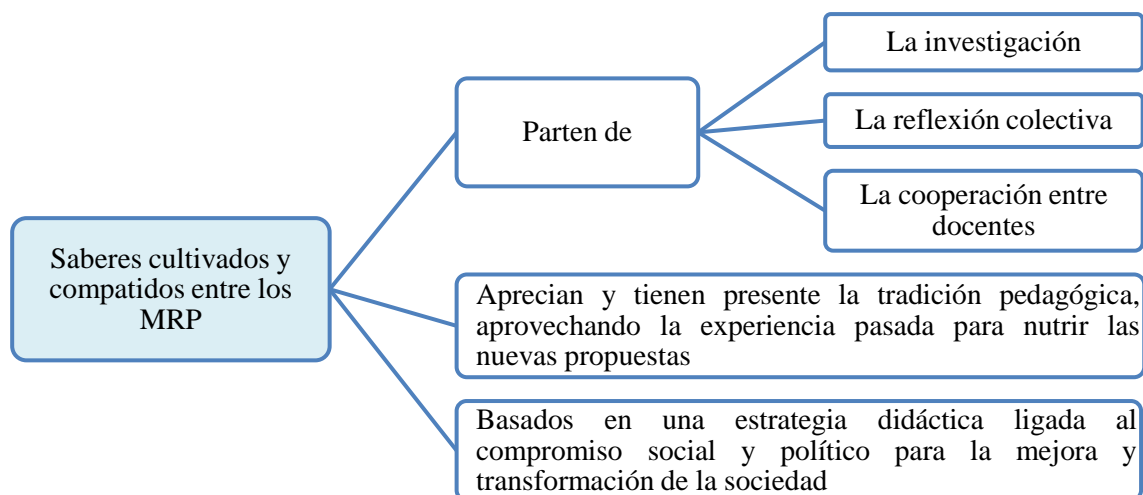 La investigación
Parten de
La reflexión colectiva
La cooperación entre
docentes
Saberes cultivados y
compatidos entre los
MRP
Aprecian y tienen presente la tradición pedagógica,
aprovechando la experiencia pasada para nutrir las
nuevas propuestas
Basados en una estrategia didáctica ligada al
compromiso social y político para la mejora y
transformación de la sociedad